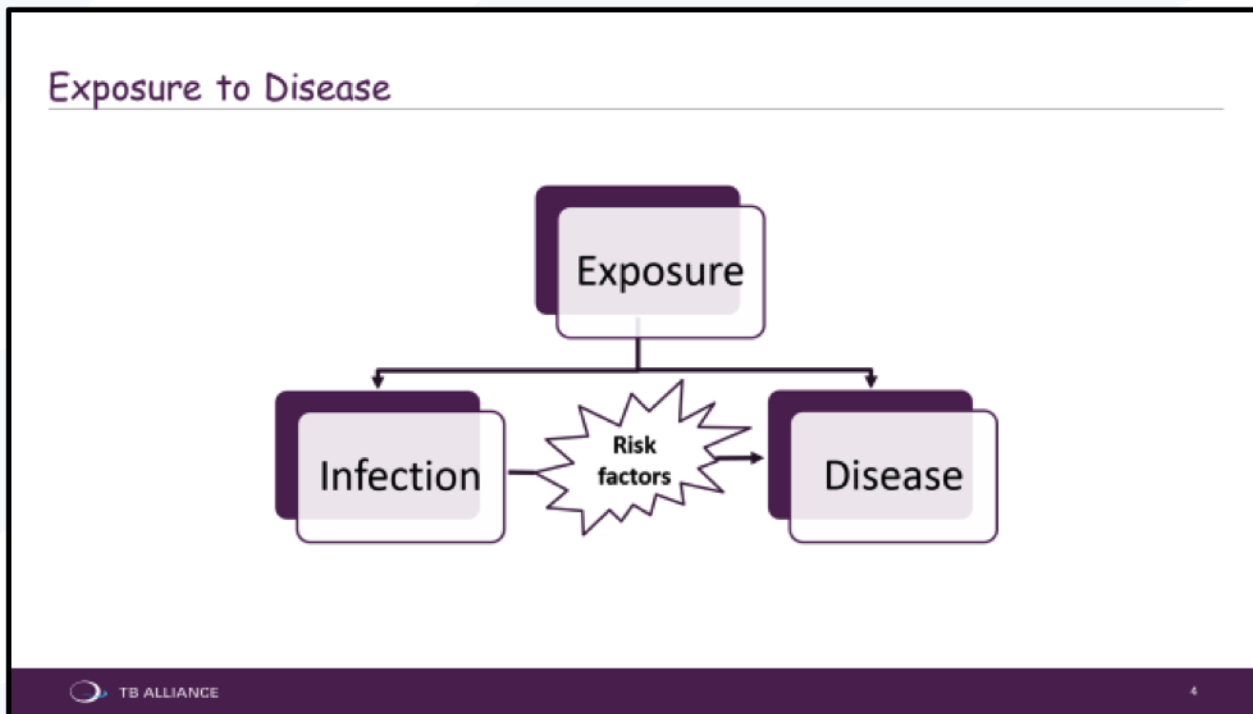 Exposure to Disease
Exposure
Infection
Risk
factors
Disease
TB ALLIANCE
4